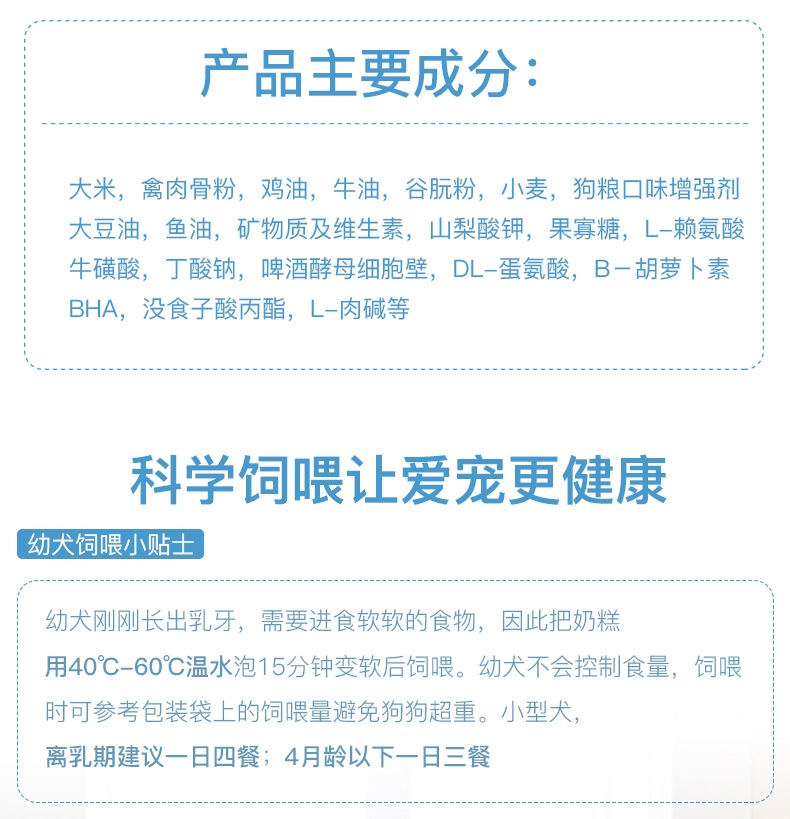 产品主要成分：
大米，禽肉骨粉，鸡油，牛油，谷朊粉，小麦，狗粮口味增强剂
大豆油，鱼油，矿物质及维生素，山梨酸钾，果寡糖，L-赖氨酸
牛磺酸，丁酸钠，啤酒酵母细胞壁，DL-蛋氨酸，B-胡萝卜素
BHA，没食子酸丙酯，L-肉碱等
科学饲喂让爱宠更健康
幼犬饲喂小贴士
幼犬刚刚长出乳牙，需要进食软软的食物，因此把奶糕
用40℃-60℃温水泡15分钟变软后饲喂。幼犬不会控制食量，饲喂
时可参考包装袋上的饲喂量避免狗狗超重。小型犬，
离乳期建议一日四餐；4月龄以下一日三餐